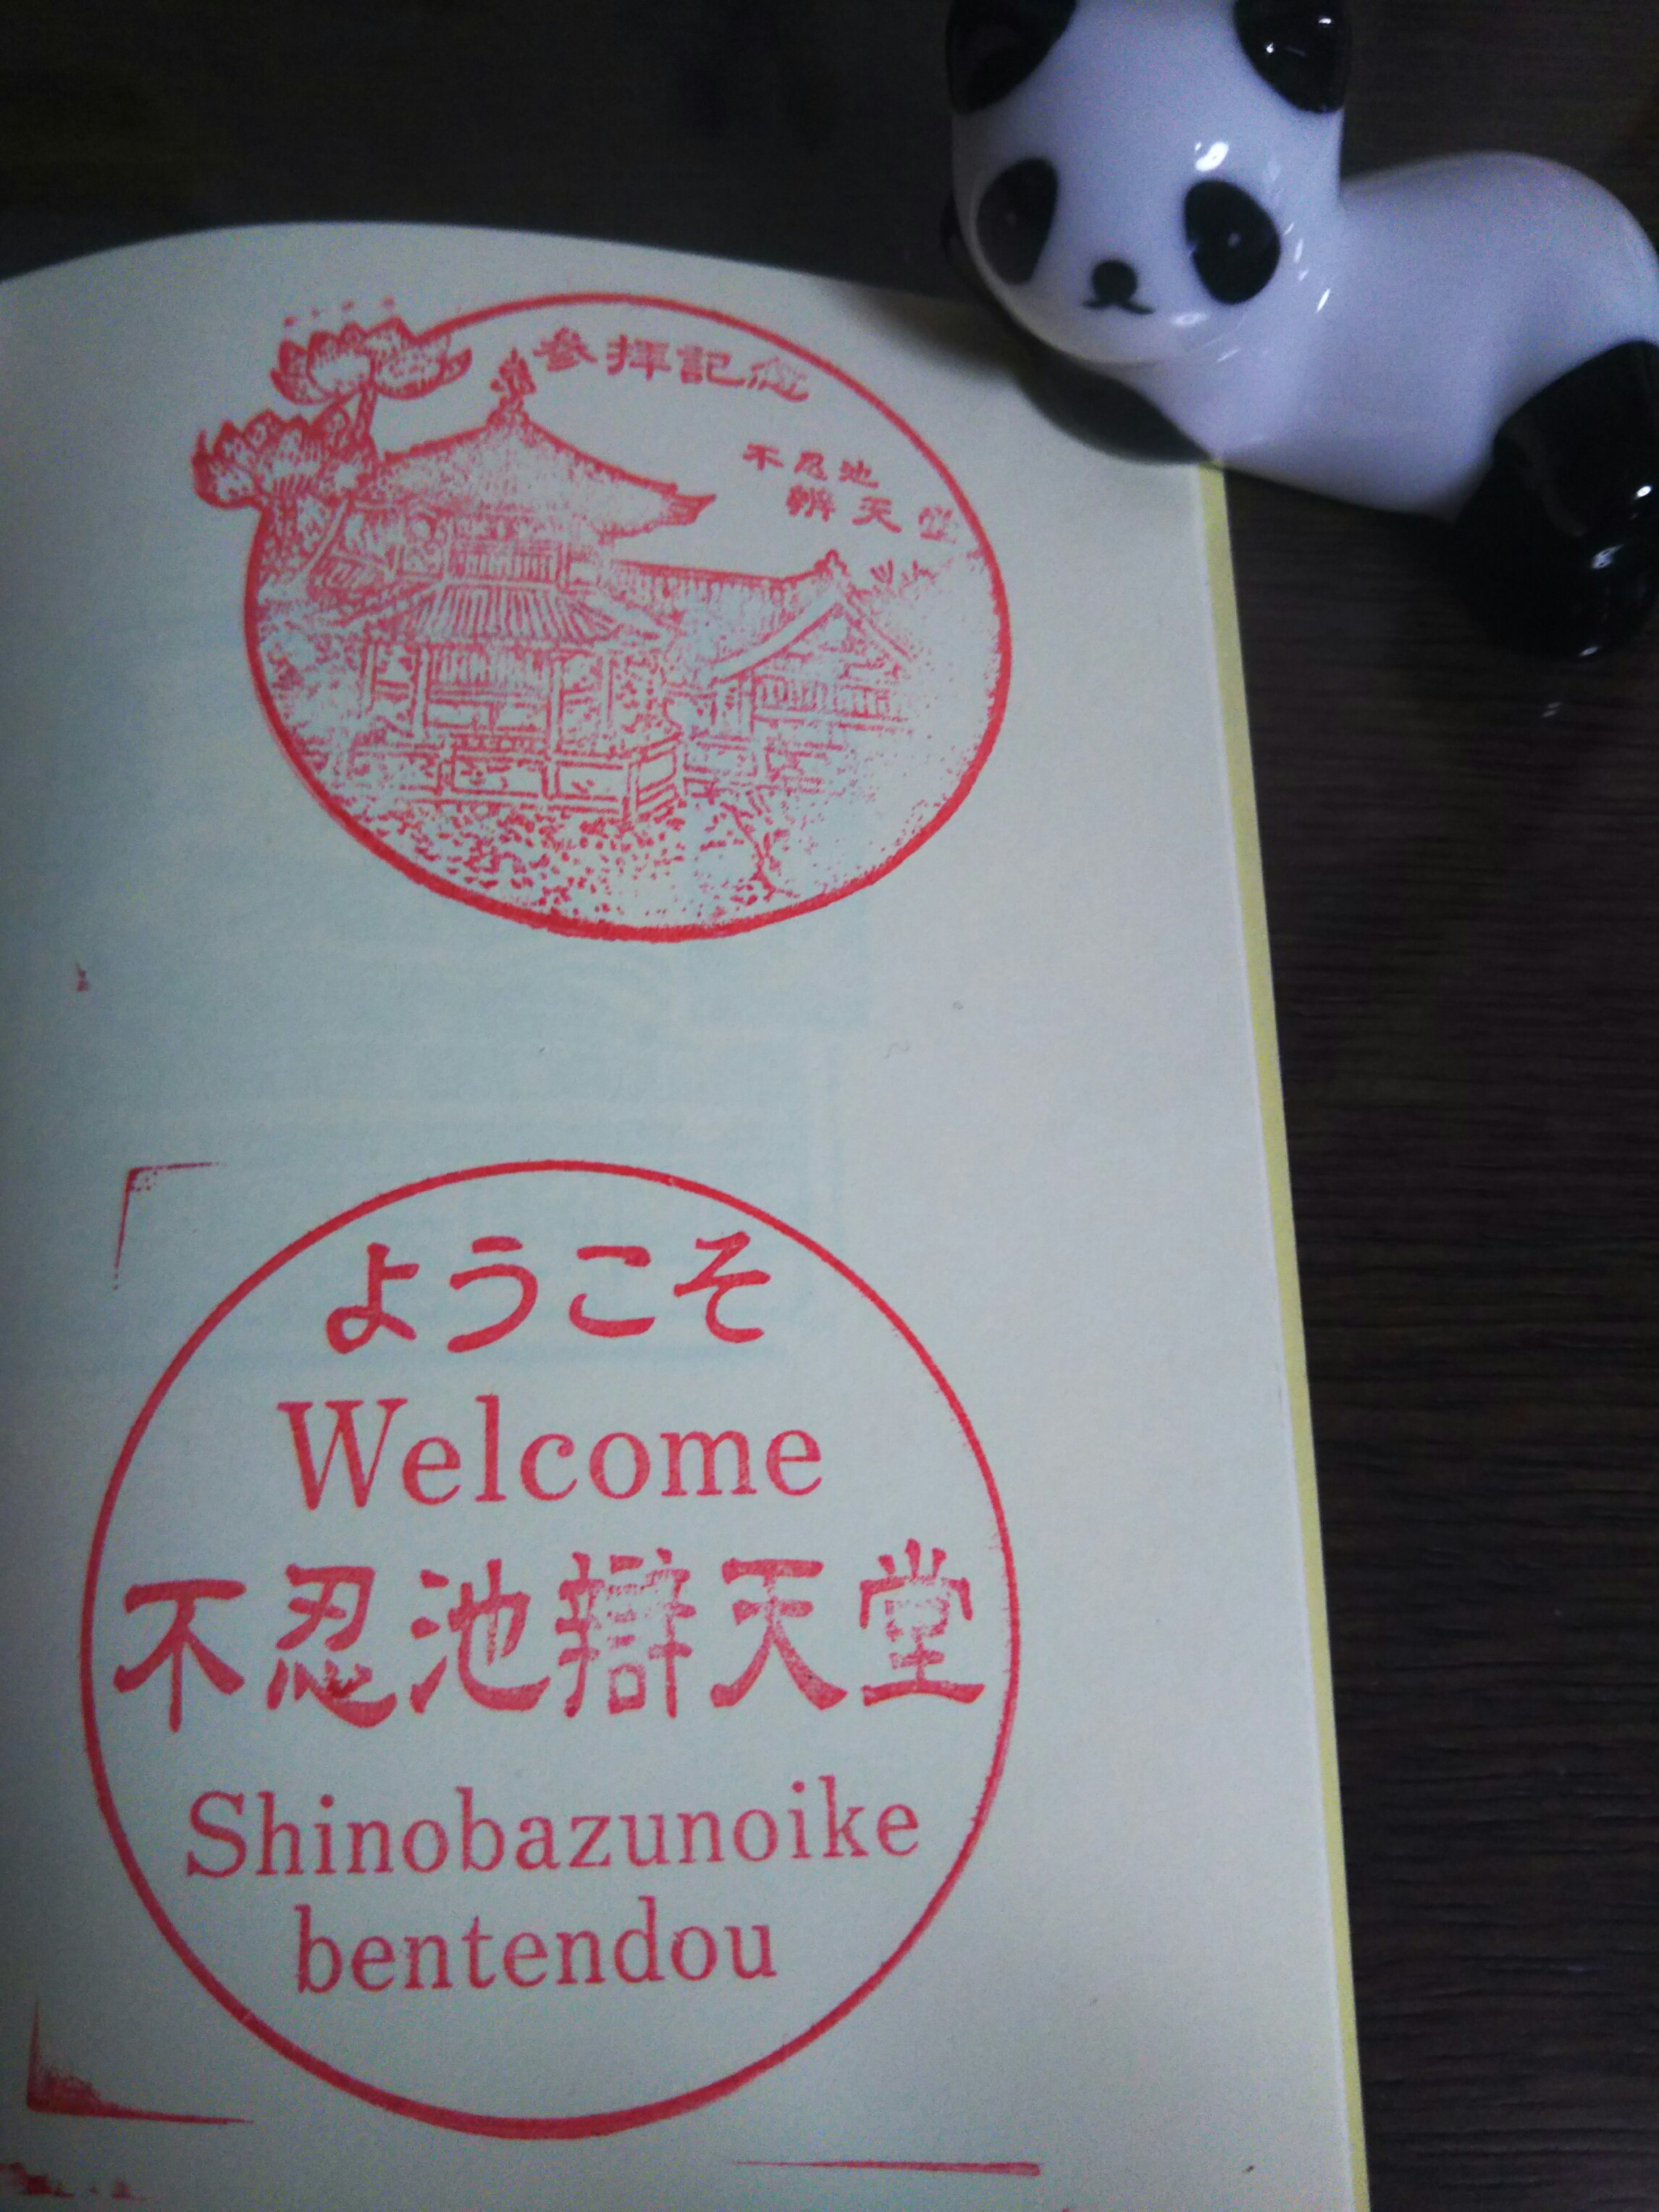 参拝記念
不忍池
辨天堂
ようこそ
Welcome
不忍池辯天堂
Shinobazunoike
bentendou